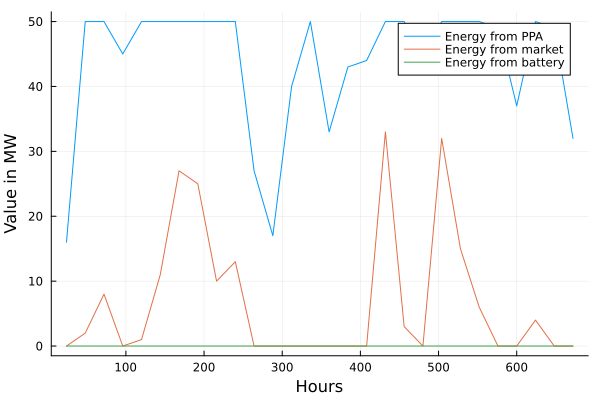 50
40
30
20
10
0
Value in MW
Energy from PPA
Energy from market
Energy from battery
100 200 300 400 500 600
Hours